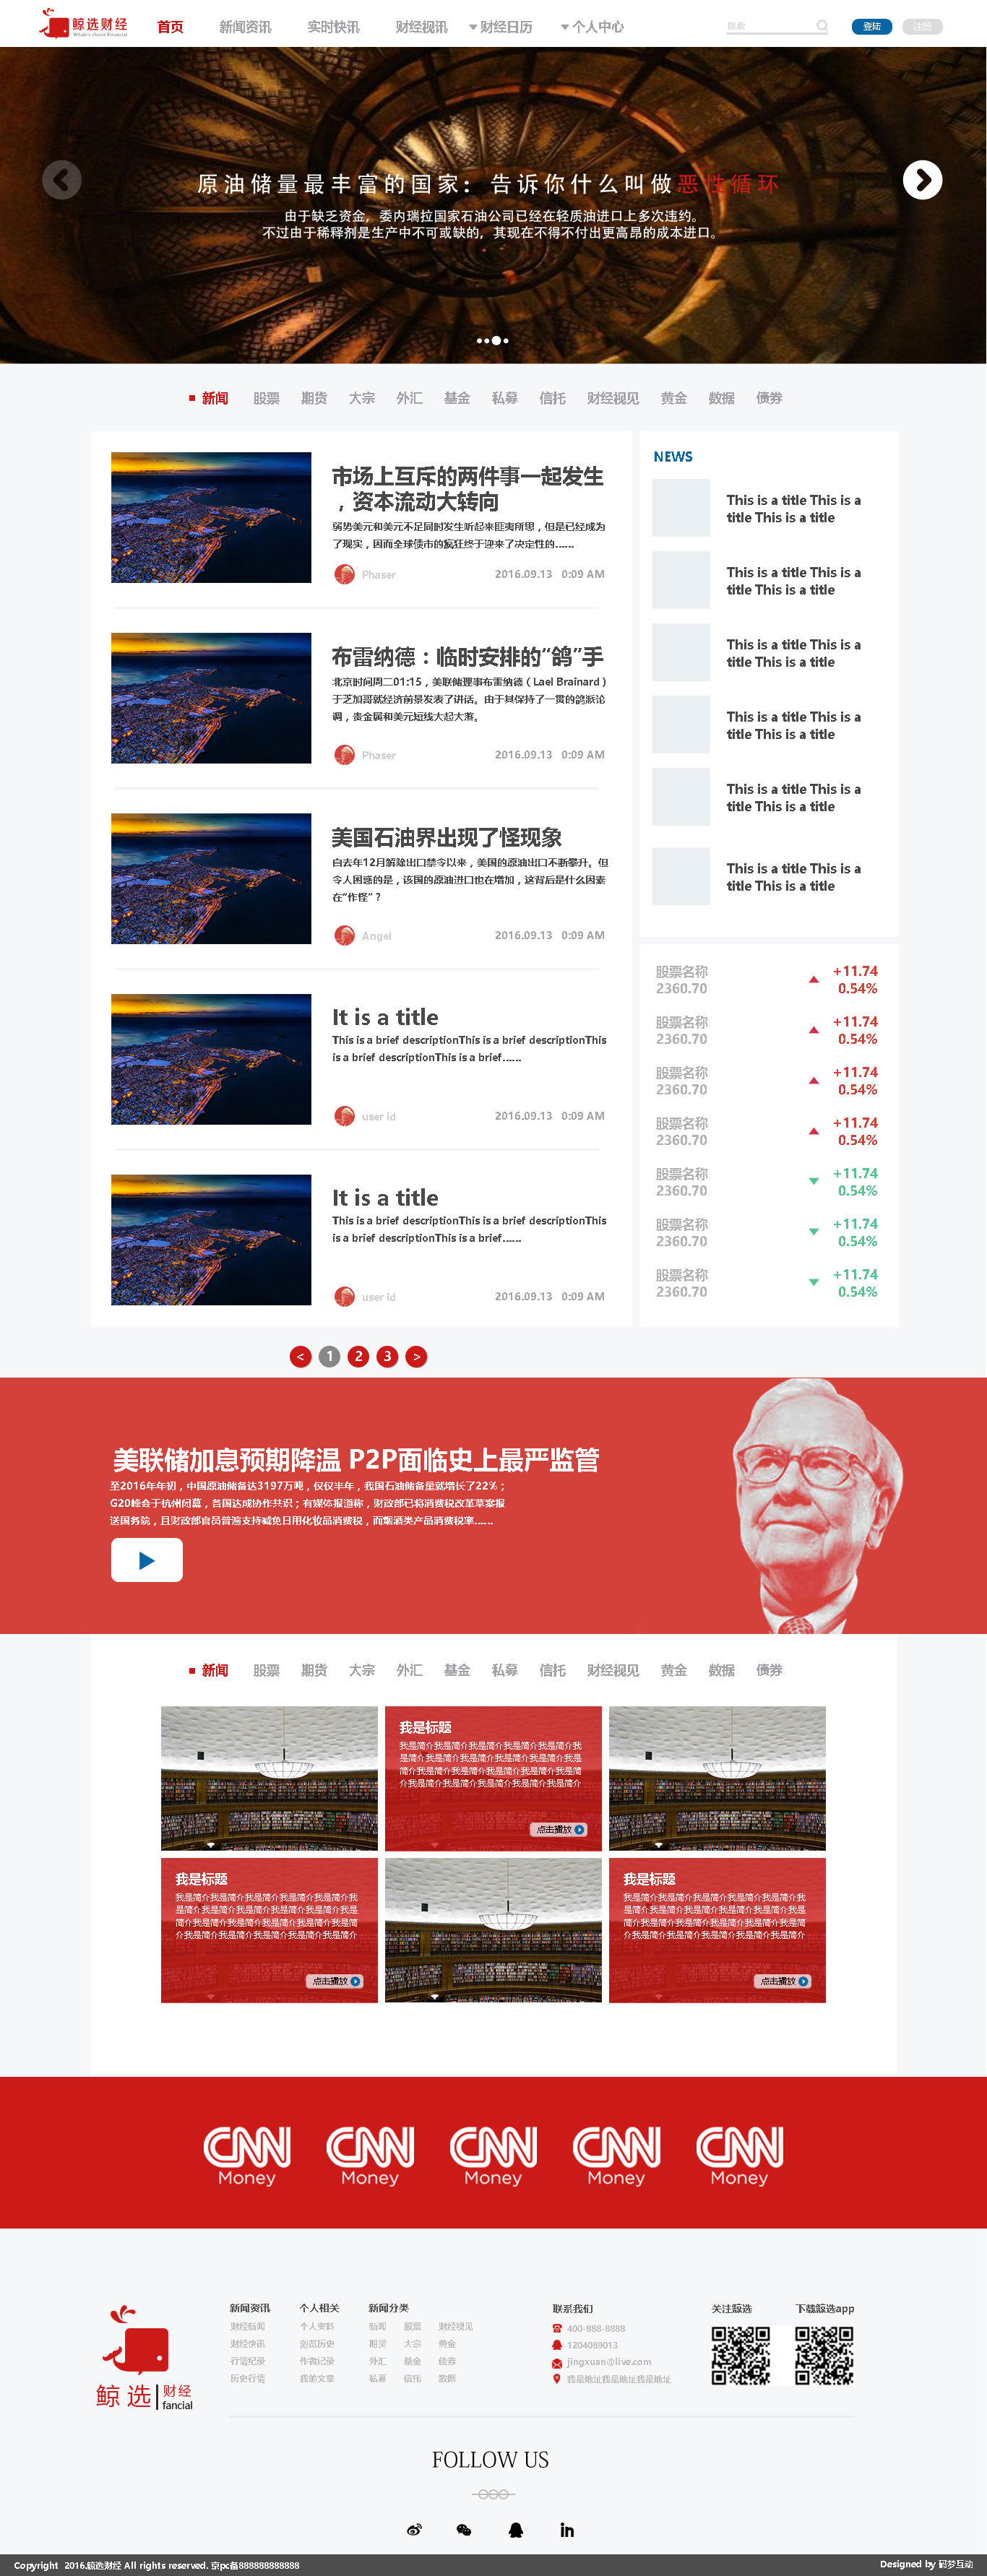 鲸选财经
Whale's choice Financial
首页
新闻资讯
实时快讯
财经视讯
财经日历
个人中心
搜索
登陆
注册
原油储量最丰富的国家：告诉你什么叫做恶性循环
由于缺乏资金，委内瑞拉国家石油公司已经在轻质油进口上多次违约。
不过由于稀释剂是生产中不可或缺的，其现在不得不付出更高昂的成本进口。
新闻 股票 期货 大宗 外汇 基金 私募 信托 财经视见 黄金 数据 债券
市场上互斥的两件事一起发生
，资本流动大转向
弱势美元和美元不足同时发生听起来匪夷所思，但是已经成为
了现实，因而全球债市的疯狂终于迎来了决定性的……
Phaser
2016.09.13 0:09 AM
布雷纳德：临时安排的“鸽”手
北京时间周二01:15，美联储理事布雷纳德（Lael Brainard）
于芝加哥就经济前景发表了讲话。由于其保持了一贯的鸽派论
调，贵金属和美元短线大起大落。
Phaser
2016.09.13 0:09 AM
美国石油界出现了怪现象
自去年12月解除出口禁令以来，美国的原油出口不断攀升。但
令人困惑的是，该国的原油进口也在增加，这背后是什么因素
在“作怪”？
Angel
2016.09.13 0:09 AM
It is a title
This is a brief descriptionThis is a brief descriptionThis
is a brief descriptionThis is a brief……
user id
2016.09.13 0:09 AM
It is a title
This is a brief descriptionThis is a brief descriptionThis
is a brief descriptionThis is a brief……
user id
2016.09.13 0:09 AM
NEWS
This is a title This is a
title This is a title
This is a title This is a
title This is a title
This is a title This is a
title This is a title
This is a title This is a
title This is a title
This is a title This is a
title This is a title
This is a title This is a
title This is a title
股票名称 +11.74
2360.70 0.54%
股票名称 +11.74
2360.70 0.54%
股票名称 +11.74
2360.70 0.54%
股票名称 +11.74
2360.70 0.54%
股票名称 +11.74
2360.70 0.54%
股票名称 +11.74
2360.70 0.54%
股票名称 +11.74
2360.70 0.54%
< 1 2 3 >
美联储加息预期降温 P2P面临史上最严监管
至2016年年初，中国原油储备达3197万吨，仅仅半年，我国石油储备量就增长了22%；
G20峰会于杭州闭幕，各国达成协作共识；有媒体报道称，财政部已将消费税改革草案报
送国务院，且财政部官员普遍支持减免日用化妆品消费税，而烟酒类产品消费税率……
新闻 股票 期货 大宗 外汇 基金 私募 信托 财经视见 黄金 数据 债券
我是标题
我是简介我是简介我是简介我是简介我是简介我
是简介我是简介我是简介我是简介我是简介我是
简介我是简介我是简介我是简介我是简介我是简
介我是简介我是简介我是简介我是简介我是简介
点击播放
我是标题
我是简介我是简介我是简介我是简介我是简介我
是简介我是简介我是简介我是简介我是简介我是
简介我是简介我是简介我是简介我是简介我是简
介我是简介我是简介我是简介我是简介我是简介
点击播放
我是标题
我是简介我是简介我是简介我是简介我是简介我
是简介我是简介我是简介我是简介我是简介我是
简介我是简介我是简介我是简介我是简介我是简
介我是简介我是简介我是简介我是简介我是简介
点击播放
CNN CNN CNN CNN CNN
Money Money Money Money Money
鲸选 财经
fancial
新闻资讯
财经新闻
财经快讯
行情纪录
历史行情
个人相关
个人资料
浏览历史
作者记录
我的文章
新闻分类
新闻 股票 财经视见
期货 大宗 黄金
外汇 基金 债券
私募 信托 数据
联系我们
400-888-8888
1204089013
jingxuan@live.com
我是地址我是地址我是地址
关注鲸选
下载鲸选app
FOLLOW US
in
Copyright 2016.鲸选财经 All rights reserved. 京pc备888888888888
Designed by 码梦互动